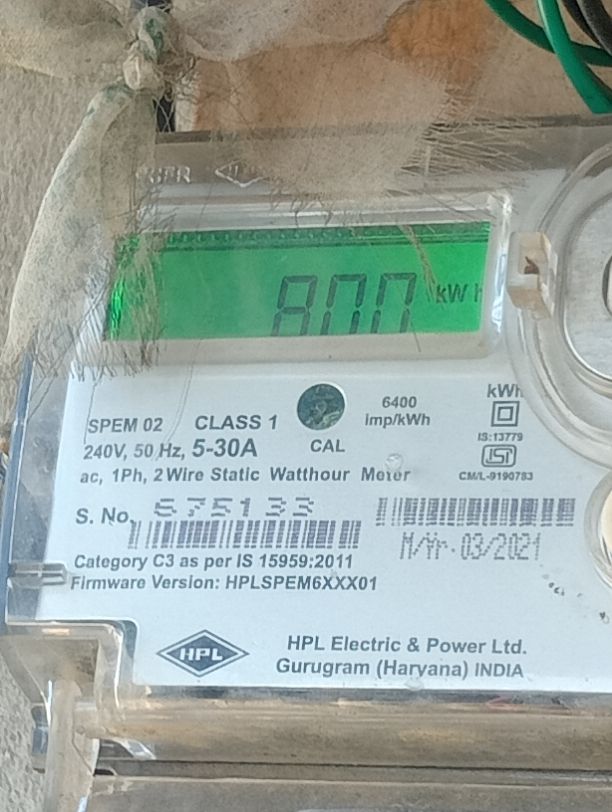 800 kWh
SPEM 02 CLASS 1
CAL
6400
imp/kWh
kWh
240V, 50 Hz, 5-30A
IS:13779
ac, 1Ph, 2 Wire Static Watthour Meter
CM/L-9190783
S. No. 675133
M/Yr. 03/2021
Category C3 as per IS 15959:2011
Firmware Version: HPLSPEM6XXX01
HPL
HPL Electric & Power Ltd.
Gurugram (Haryana) INDIA